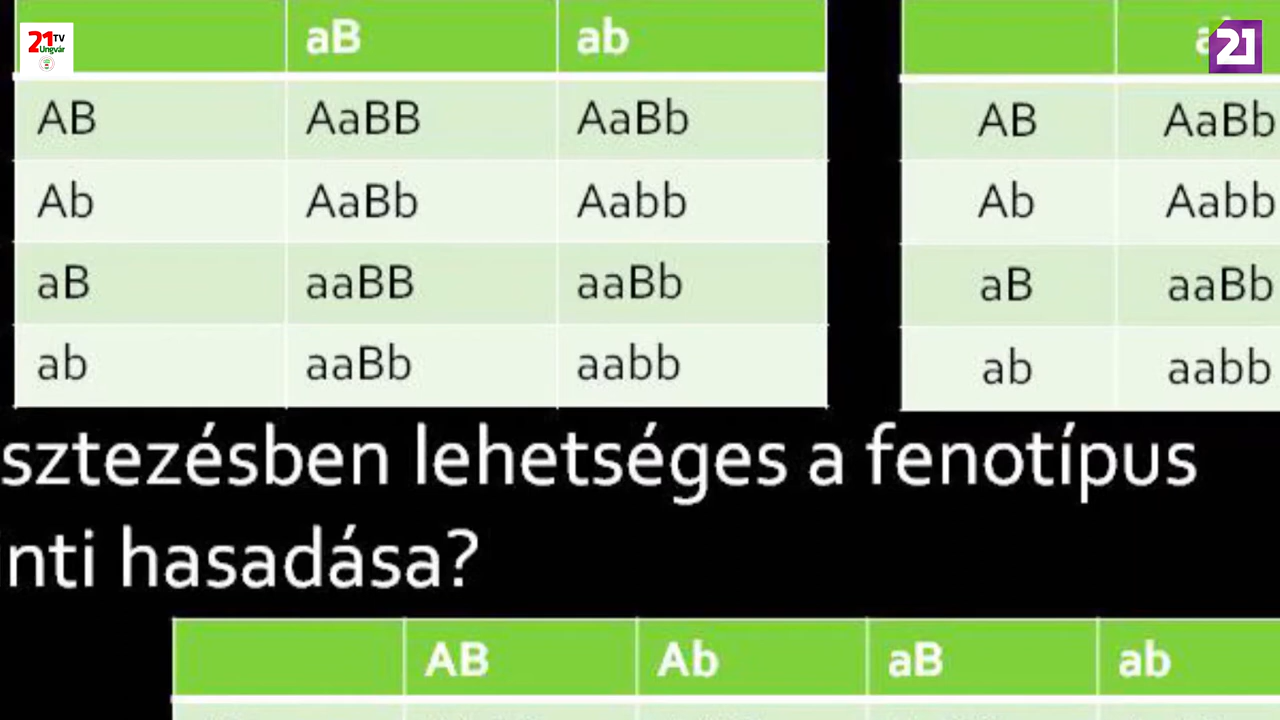 21 TV
Ungvár
21
aB ab
AB AaBB AaBb
Ab AaBb Aabb
aB aaBB aaBb
ab aaBb aabb
AB AaBb
Ab Aabb
aB aaBb
ab aabb
sztezésben lehetséges a fenotípus
inti hasadása?
AB Ab aB ab